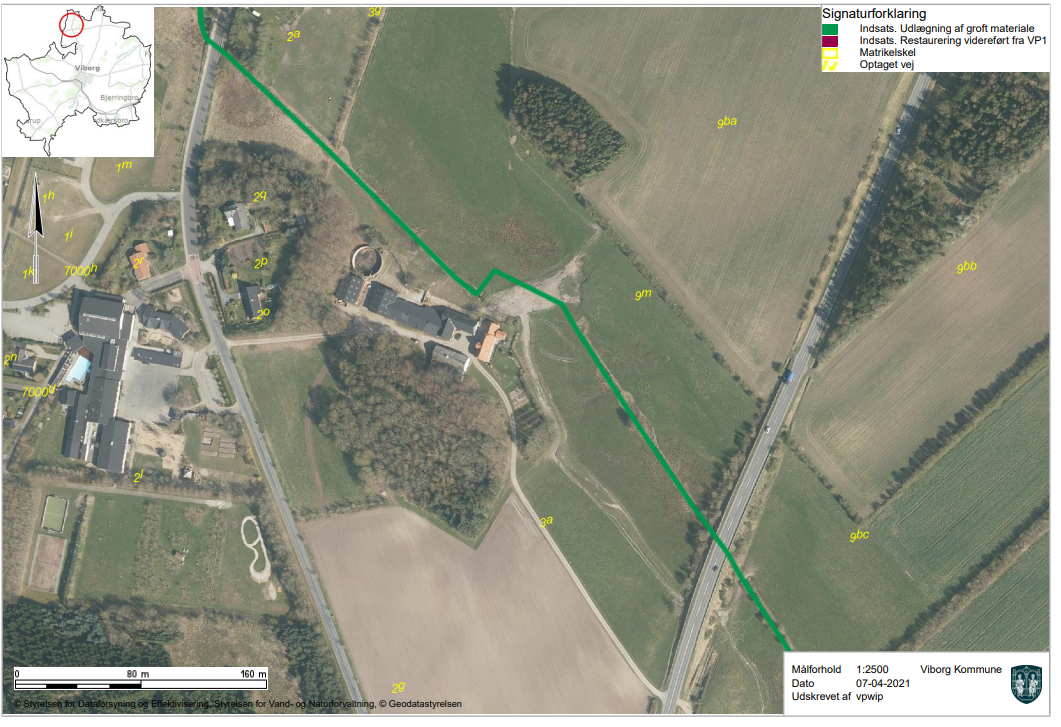 Signaturforklaring
Indsats. Udlægning af groft materiale
Indsats. Restaurering videreført fra VP1
Matrikelskel
Optaget vej
Viborg
Bjerringbro
3g
2a
9ba
1m
1h
2q
1i
2r
2p
1k
7000h
9bb
9m
2o
2n
7000d
2l
3a
9bc
2g
0 80 m 160 m
© Styrelsen for Dataforsyning og Effektivisering, Styrelsen for Vand- og Naturforvaltning, © Geodatastyrelsen
Målforhold 1:2500 Viborg Kommune
Dato 07-04-2021
Udskrevet af vpwip